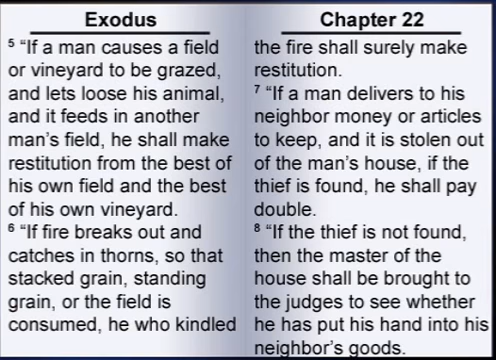 Exodus
5 "If a man causes a field
or vineyard to be grazed,
and lets loose his animal,
and it feeds in another
man's field, he shall make
restitution from the best of
his own field and the best
of his own vineyard.
6 "If fire breaks out and
catches in thorns, so that
stacked grain, standing
grain, or the field is
consumed, he who kindled
Chapter 22
the fire shall surely make
restitution.
7 "If a man delivers to his
neighbor money or articles
to keep, and it is stolen out
of the man's house, if the
thief is found, he shall pay
double.
8 "If the thief is not found,
then the master of the
house shall be brought to
the judges to see whether
he has put his hand into his
neighbor's goods.